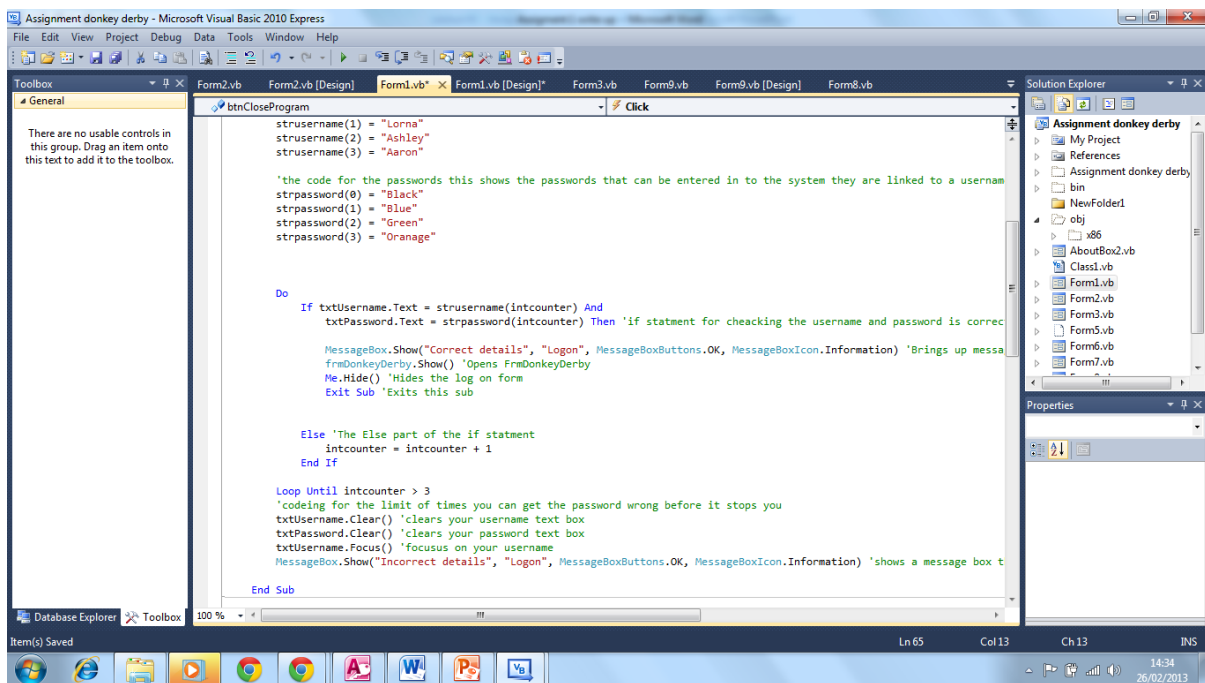 Assignment donkey derby - Microsoft Visual Basic 2010 Express
File Edit View Project Debug Data Tools Window Help
Toolbox
General
There are no usable controls in
this group. Drag an item onto
this text to add it to the toolbox.
Database Explorer Toolbox
Form2.vb Form2.vb [Design] Form1.vb* Form1.vb [Design]* Form3.vb Form9.vb Form9.vb [Design] Form8.vb
btnCloseProgram Click
strusername(1) = "Lorna"
strusername(2) = "Ashley"
strusername(3) = "Aaron"
'the code for the passwords this shows the passwords that can be entered in to the system they are linked to a usernam
strpassword(0) = "Black"
strpassword(1) = "Blue"
strpassword(2) = "Green"
strpassword(3) = "Oranage"
Do
If txtUsername.Text = strusername(intcounter) And
txtPassword.Text = strpassword(intcounter) Then 'if statment for cheacking the username and password is correc
MessageBox.Show("Correct details", "Logon", MessageBoxButtons.OK, MessageBoxIcon.Information) 'Brings up messa
frmDonkeyDerby.Show() 'Opens FrmDonkeyDerby
Me.Hide() 'Hides the log on form
Exit Sub 'Exits this sub
Else 'The Else part of the if statment
intcounter = intcounter + 1
End If
Loop Until intcounter > 3
'codeing for the limit of times you can get the password wrong before it stops you
txtUsername.Clear() 'clears your username text box
txtPassword.Clear() 'clears your password text box
txtUsername.Focus() 'focusus on your username
MessageBox.Show("Incorrect details", "Logon", MessageBoxButtons.OK, MessageBoxIcon.Information) 'shows a message box t
End Sub
100 %
Solution Explorer
Assignment donkey derby
My Project
References
Assignment donkey derby
bin
NewFolder1
obj
x86
AboutBox2.vb
Class1.vb
Form1.vb
Form2.vb
Form3.vb
Form5.vb
Form6.vb
Form7.vb
Properties
Item(s) Saved Ln 65 Col 13 Ch 13 INS
14:34
26/02/2013